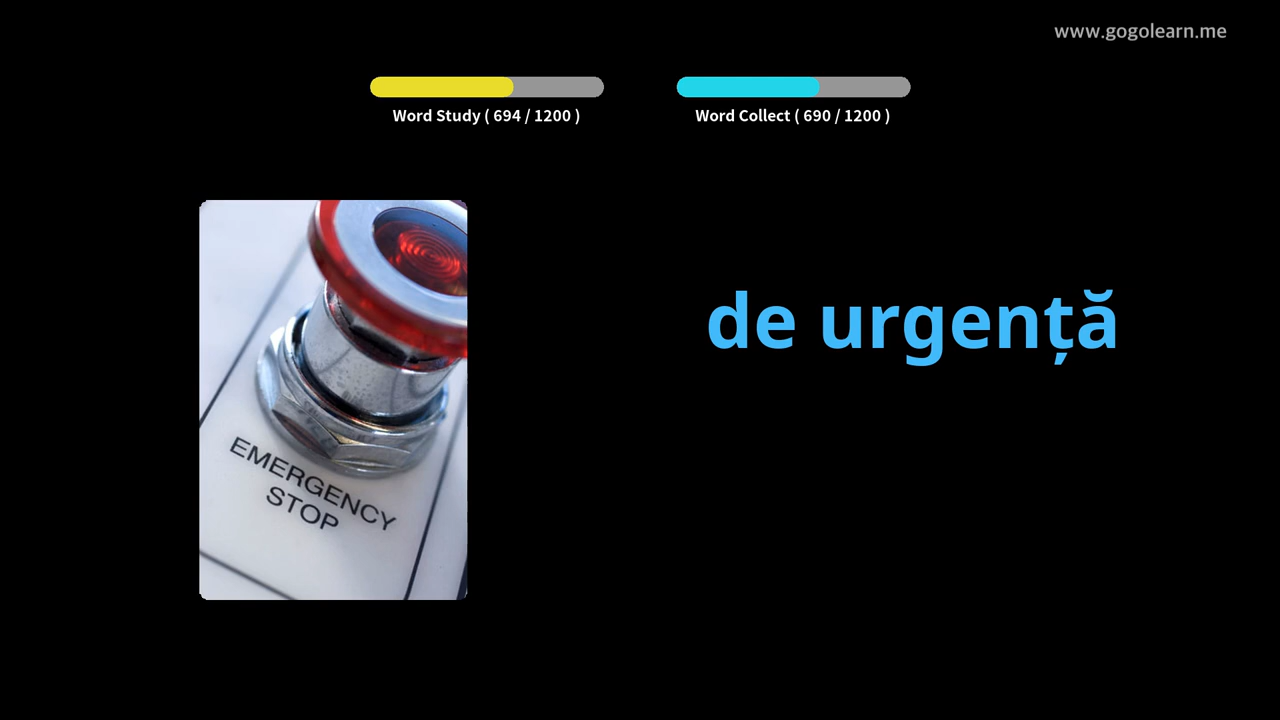 www.gogolearn.me
Word Study ( 694 / 1200 )
Word Collect ( 690 / 1200 )
de urgență
EMERGENCY
STOP